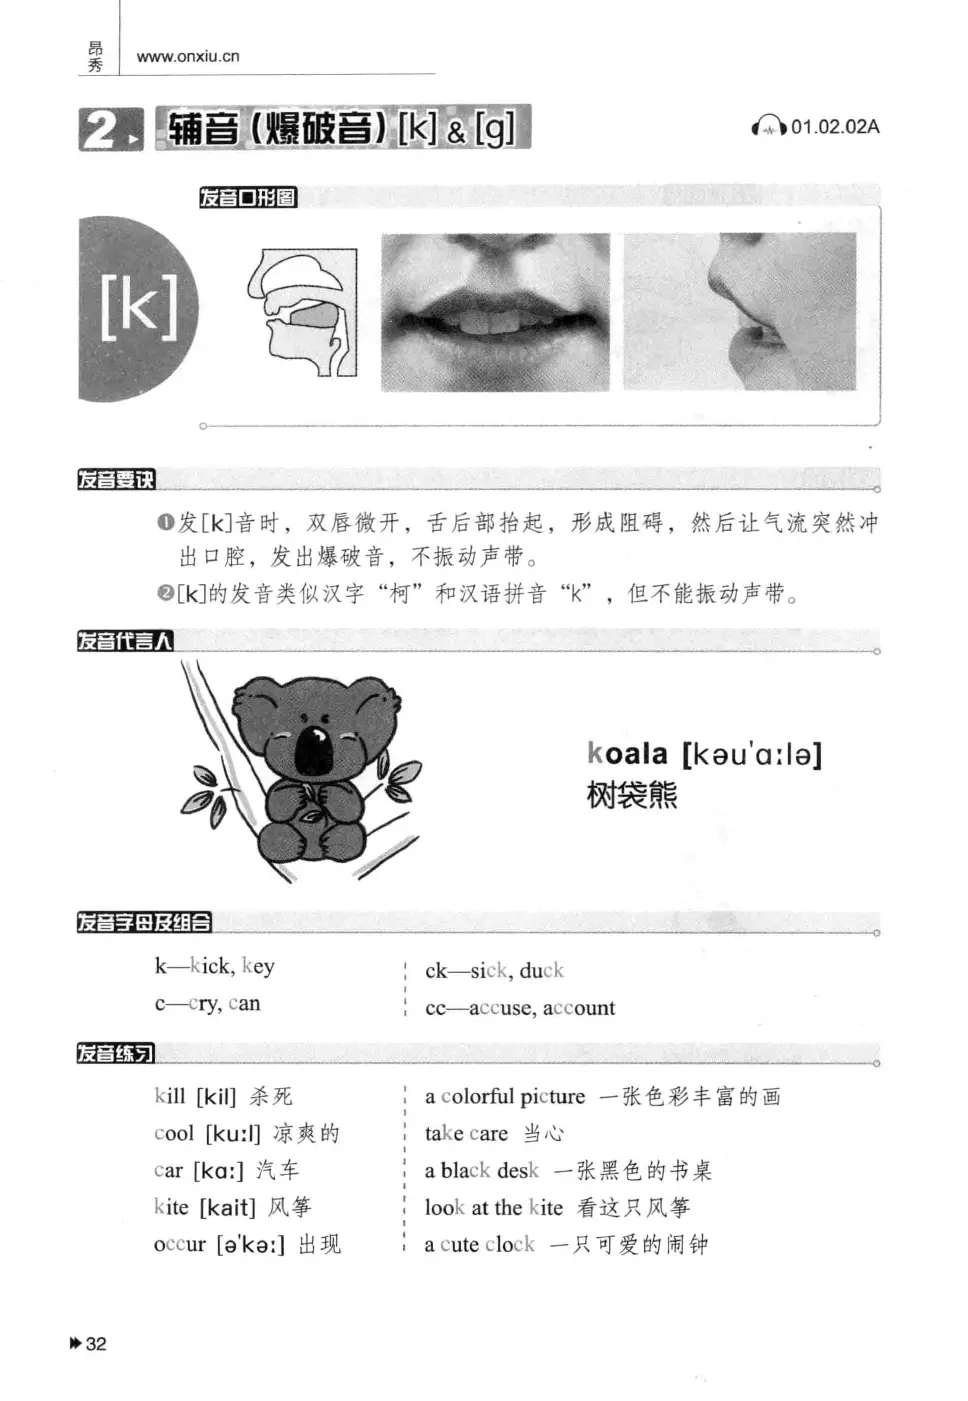 昂秀
www.onxiu.cn
2 辅音(爆破音)[k] & [g]
01.02.02A
发音口形图
[k]
发音要诀
❶发[k]音时，双唇微开，舌后部抬起，形成阻碍，然后让气流突然冲
出口腔，发出爆破音，不振动声带。
❷[k]的发音类似汉字“柯”和汉语拼音“k”，但不能振动声带。
发音代言人
koala [kəu'ɑːlə]
树袋熊
发音字母及组合
k—kick, key
c—cry, can
ck—sick, duck
cc—accuse, account
发音练习
kill [kil] 杀死
cool [kuːl] 凉爽的
car [kɑː] 汽车
kite [kait] 风筝
occur [ə'kəː] 出现
a colorful picture 一张色彩丰富的画
take care 当心
a black desk 一张黑色的书桌
look at the kite 看这只风筝
a cute clock 一只可爱的闹钟
32